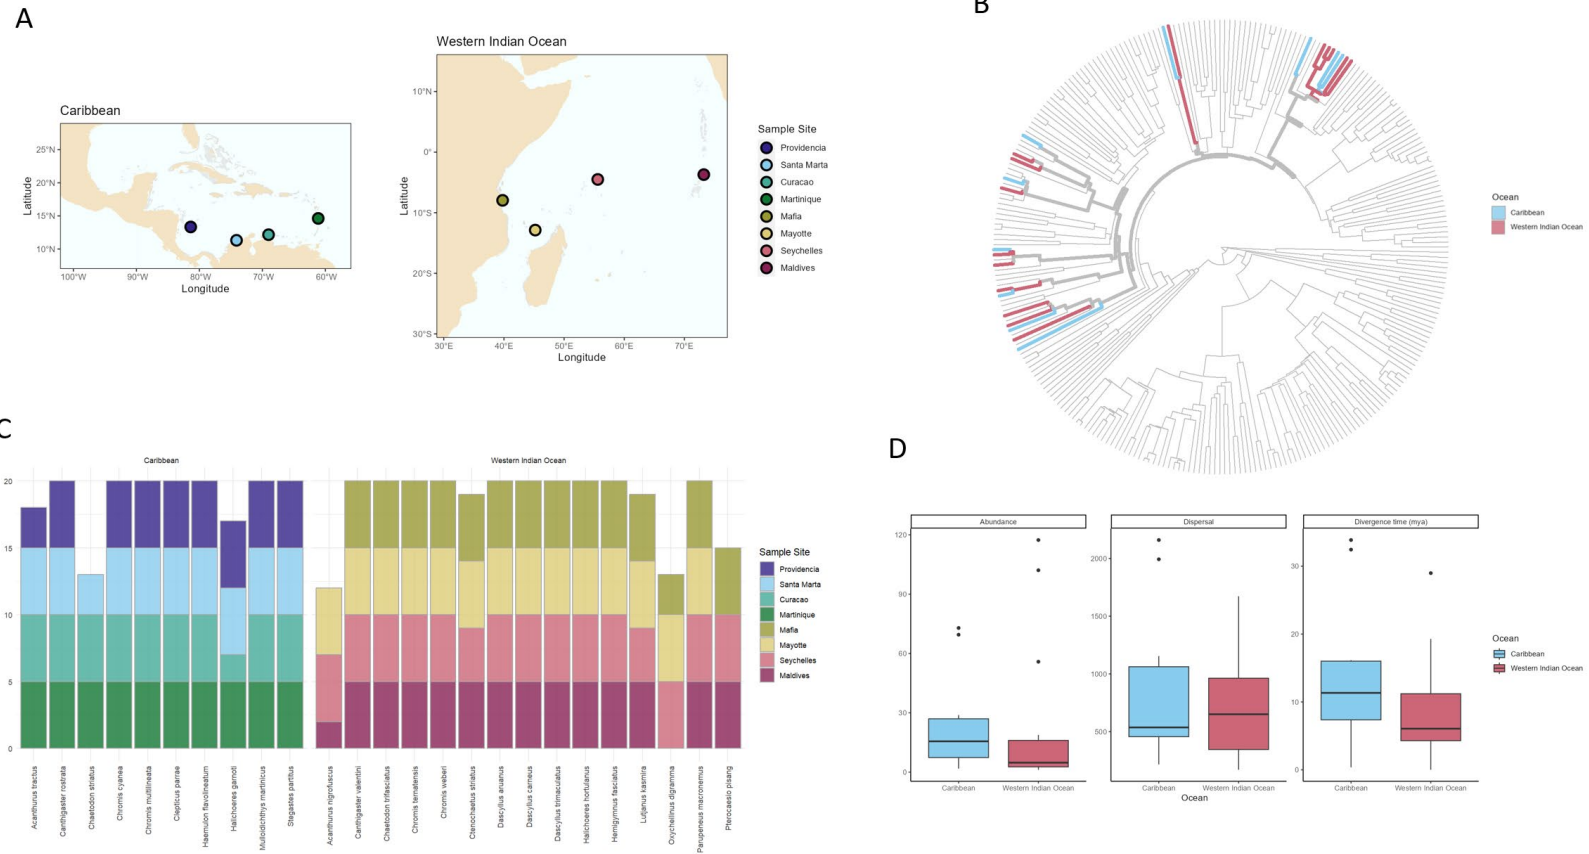 A
Caribbean
25°N
20°N
15°N
10°N
Latitude
100°W 90°W 80°W 70°W 60°W
Longitude
Western Indian Ocean
10°N
0°
10°S
20°S
30°S
Latitude
30°E 40°E 50°E 60°E 70°E
Longitude
Sample Site
Providencia
Santa Marta
Curacao
Martinique
Mafia
Mayotte
Seychelles
Maldives
B
Ocean
Caribbean
Western Indian Ocean
C
Caribbean
Western Indian Ocean
20
15
10
5
0
Acanthurus tractus
Canthigaster rostrata
Chaetodon striatus
Chromis cyanea
Chromis multilineata
Clepticus parrae
Haemulon flavolineatum
Halichoeres garnoti
Mulloidichthys martinicus
Stegastes partitus
Acanthurus nigrofuscus
Canthigaster valentini
Chaetodon trifasciatus
Chromis ternatensis
Chromis weberi
Ctenochaetus striatus
Dascyllus aruanus
Dascyllus carneus
Dascyllus trimaculatus
Halichoeres hortulanus
Hemigymnus fasciatus
Lutjanus kasmira
Oxycheilinus digramma
Parupeneus macronemus
Pterocaesio pisang
Sample Site
Providencia
Santa Marta
Curacao
Martinique
Mafia
Mayotte
Seychelles
Maldives
D
Abundance
120
90
60
30
0
Caribbean Western Indian Ocean
Dispersal
2000
1500
1000
500
Caribbean Western Indian Ocean
Divergence time (mya)
30
20
10
0
Caribbean Western Indian Ocean
Ocean
Ocean
Caribbean
Western Indian Ocean